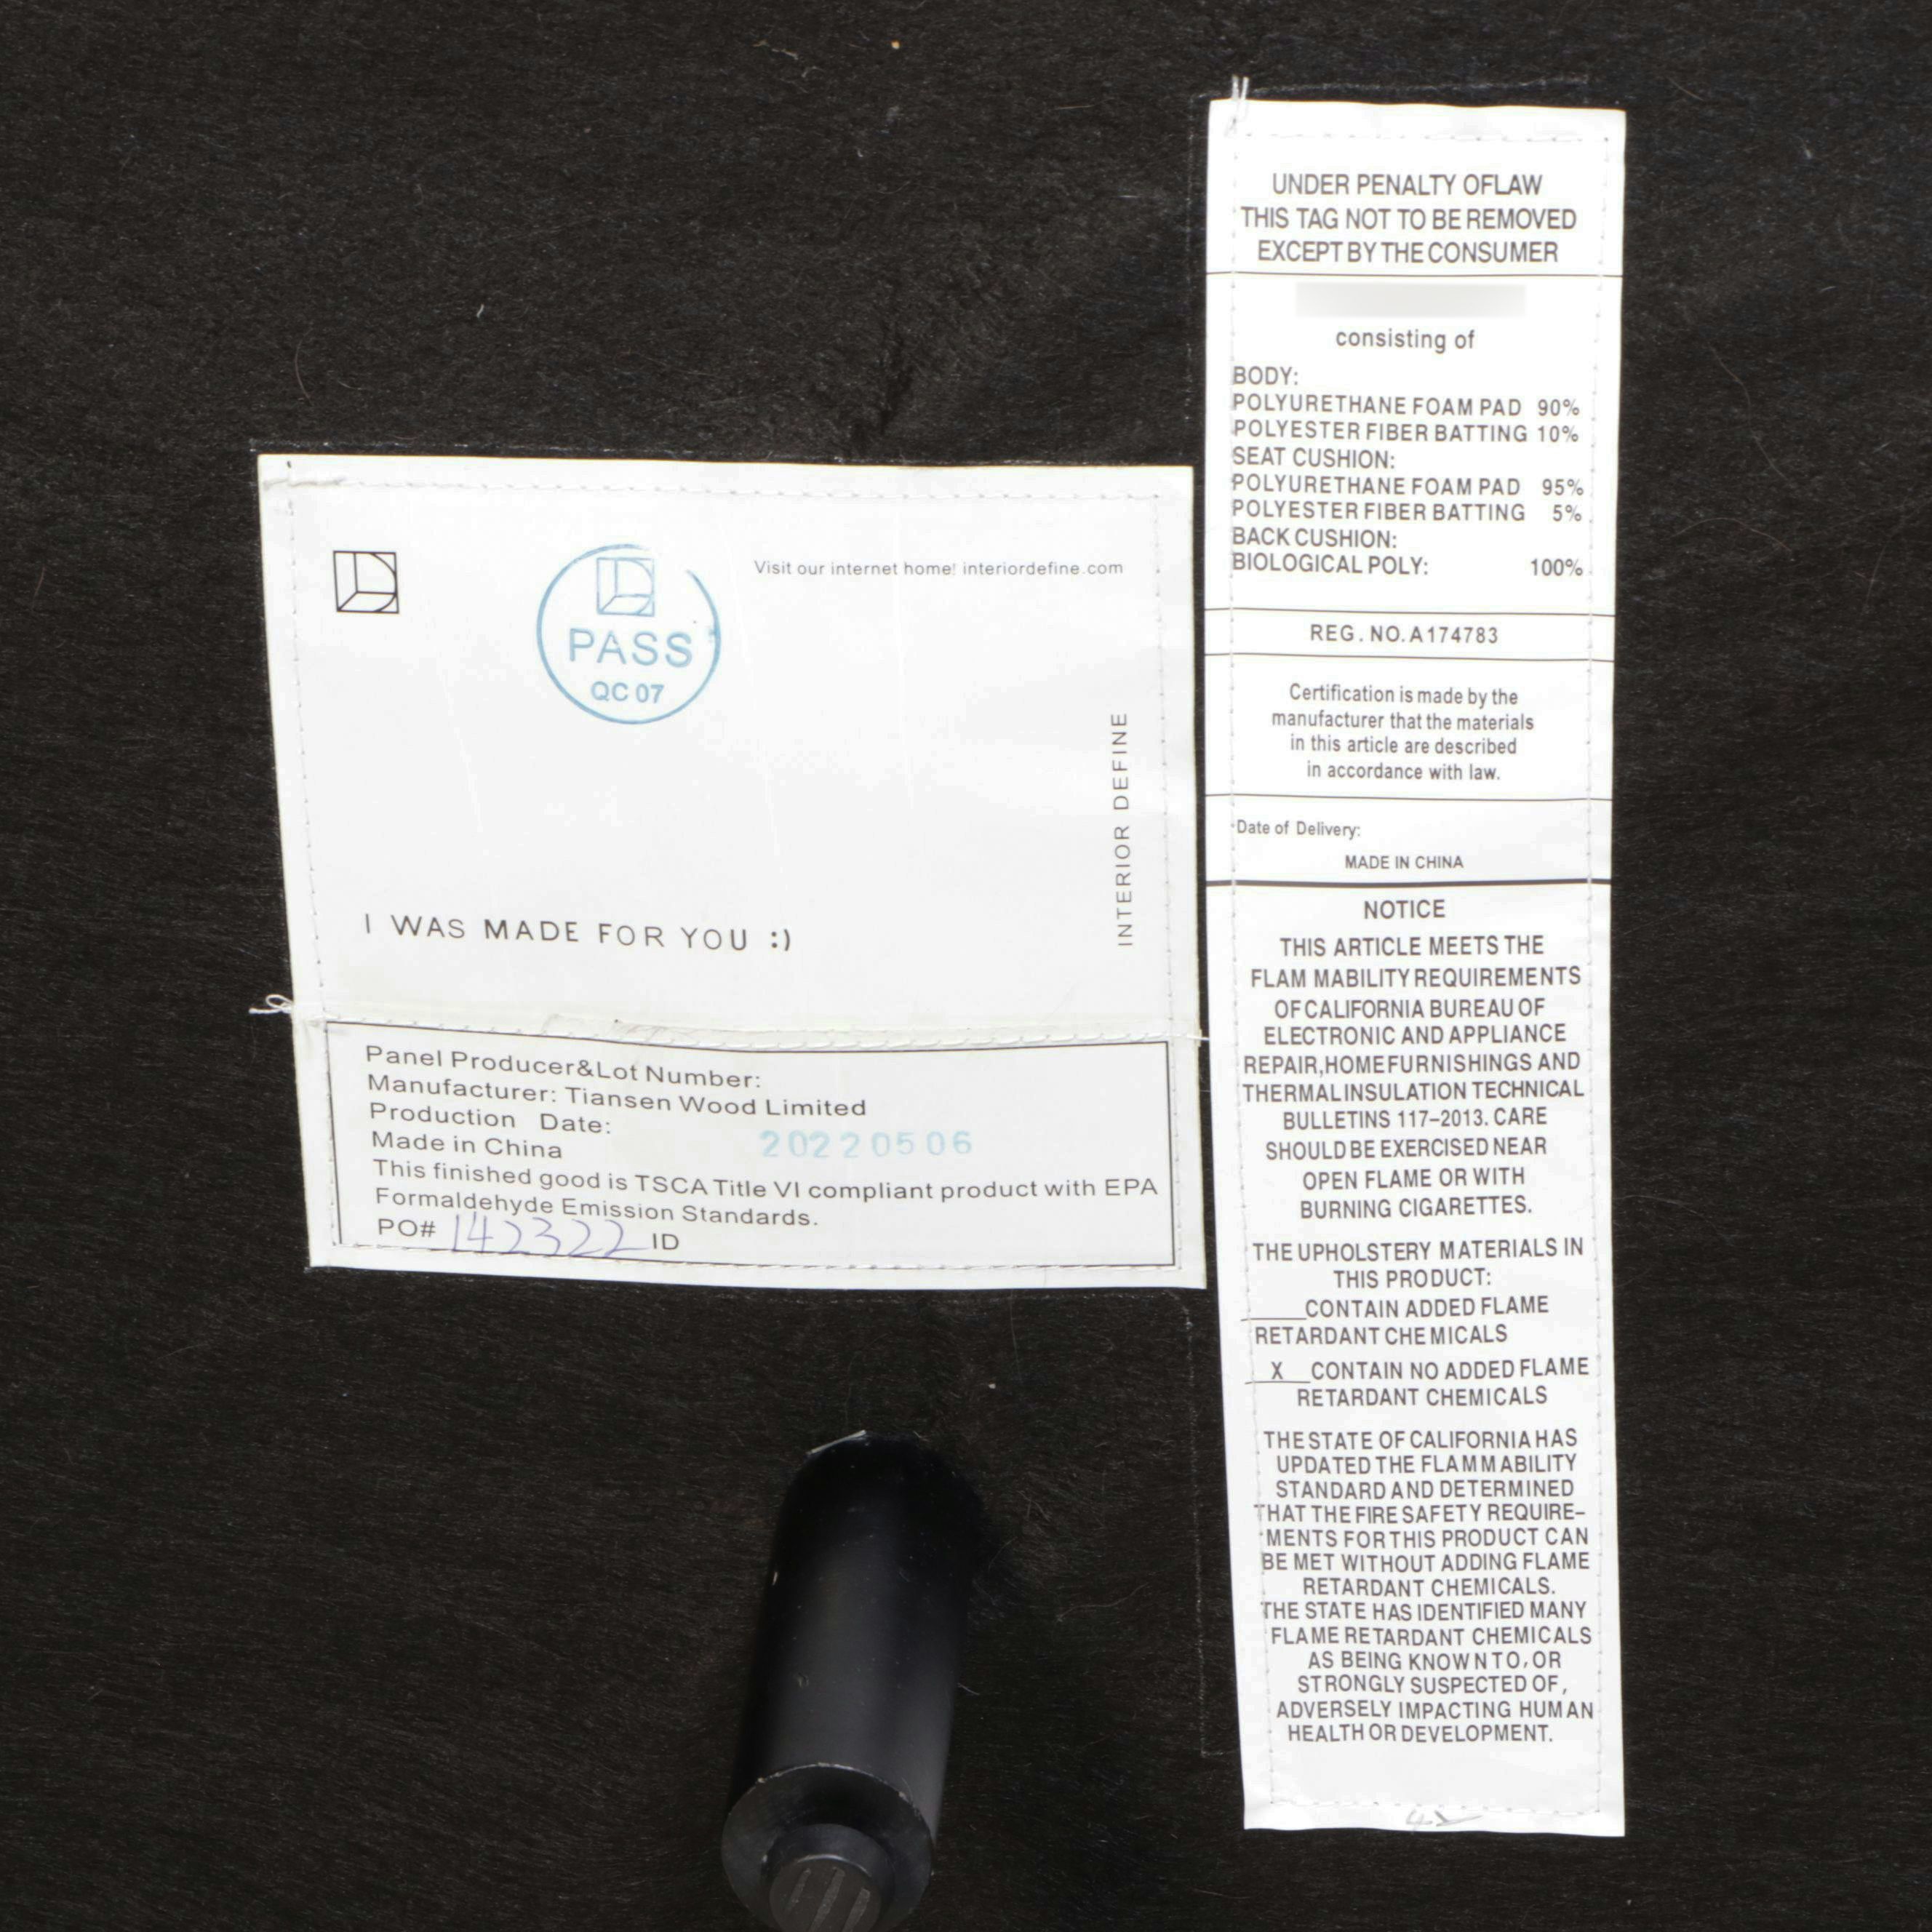 Visit our internet home! interiordefine.com
PASS
QC 07
INTERIOR DEFINE
I WAS MADE FOR YOU :)
Panel Producer&Lot Number:
Manufacturer: Tiansen Wood Limited
Production Date:
20220506
Made in China
This finished good is TSCA Title VI compliant product with EPA
Formaldehyde Emission Standards.
PO# 142322 ID
UNDER PENALTY OFLAW
THIS TAG NOT TO BE REMOVED
EXCEPT BY THE CONSUMER
consisting of
BODY:
POLYURETHANE FOAM PAD 90%
POLYESTER FIBER BATTING 10%
SEAT CUSHION:
POLYURETHANE FOAM PAD 95%
POLYESTER FIBER BATTING 5%
BACK CUSHION:
BIOLOGICAL POLY: 100%
REG. NO. A174783
Certification is made by the
manufacturer that the materials
in this article are described
in accordance with law.
Date of Delivery:
MADE IN CHINA
NOTICE
THIS ARTICLE MEETS THE
FLAM MABILITY REQUIREMENTS
OF CALIFORNIA BUREAU OF
ELECTRONIC AND APPLIANCE
REPAIR,HOMEFURNISHINGS AND
THERMALINSULATION TECHNICAL
BULLETINS 117-2013. CARE
SHOULD BE EXERCISED NEAR
OPEN FLAME OR WITH
BURNING CIGARETTES.
THE UPHOLSTERY MATERIALS IN
THIS PRODUCT:
____CONTAIN ADDED FLAME
RETARDANT CHEMICALS
X CONTAIN NO ADDED FLAME
RETARDANT CHEMICALS
THE STATE OF CALIFORNIA HAS
UPDATED THE FLAMMABILITY
STANDARD AND DETERMINED
THAT THE FIRE SAFETY REQUIRE-
MENTS FOR THIS PRODUCT CAN
BE MET WITHOUT ADDING FLAME
RETARDANT CHEMICALS.
THE STATE HAS IDENTIFIED MANY
FLAME RETARDANT CHEMICALS
AS BEING KNOWN TO, OR
STRONGLY SUSPECTED OF,
ADVERSELY IMPACTING HUMAN
HEALTH OR DEVELOPMENT.